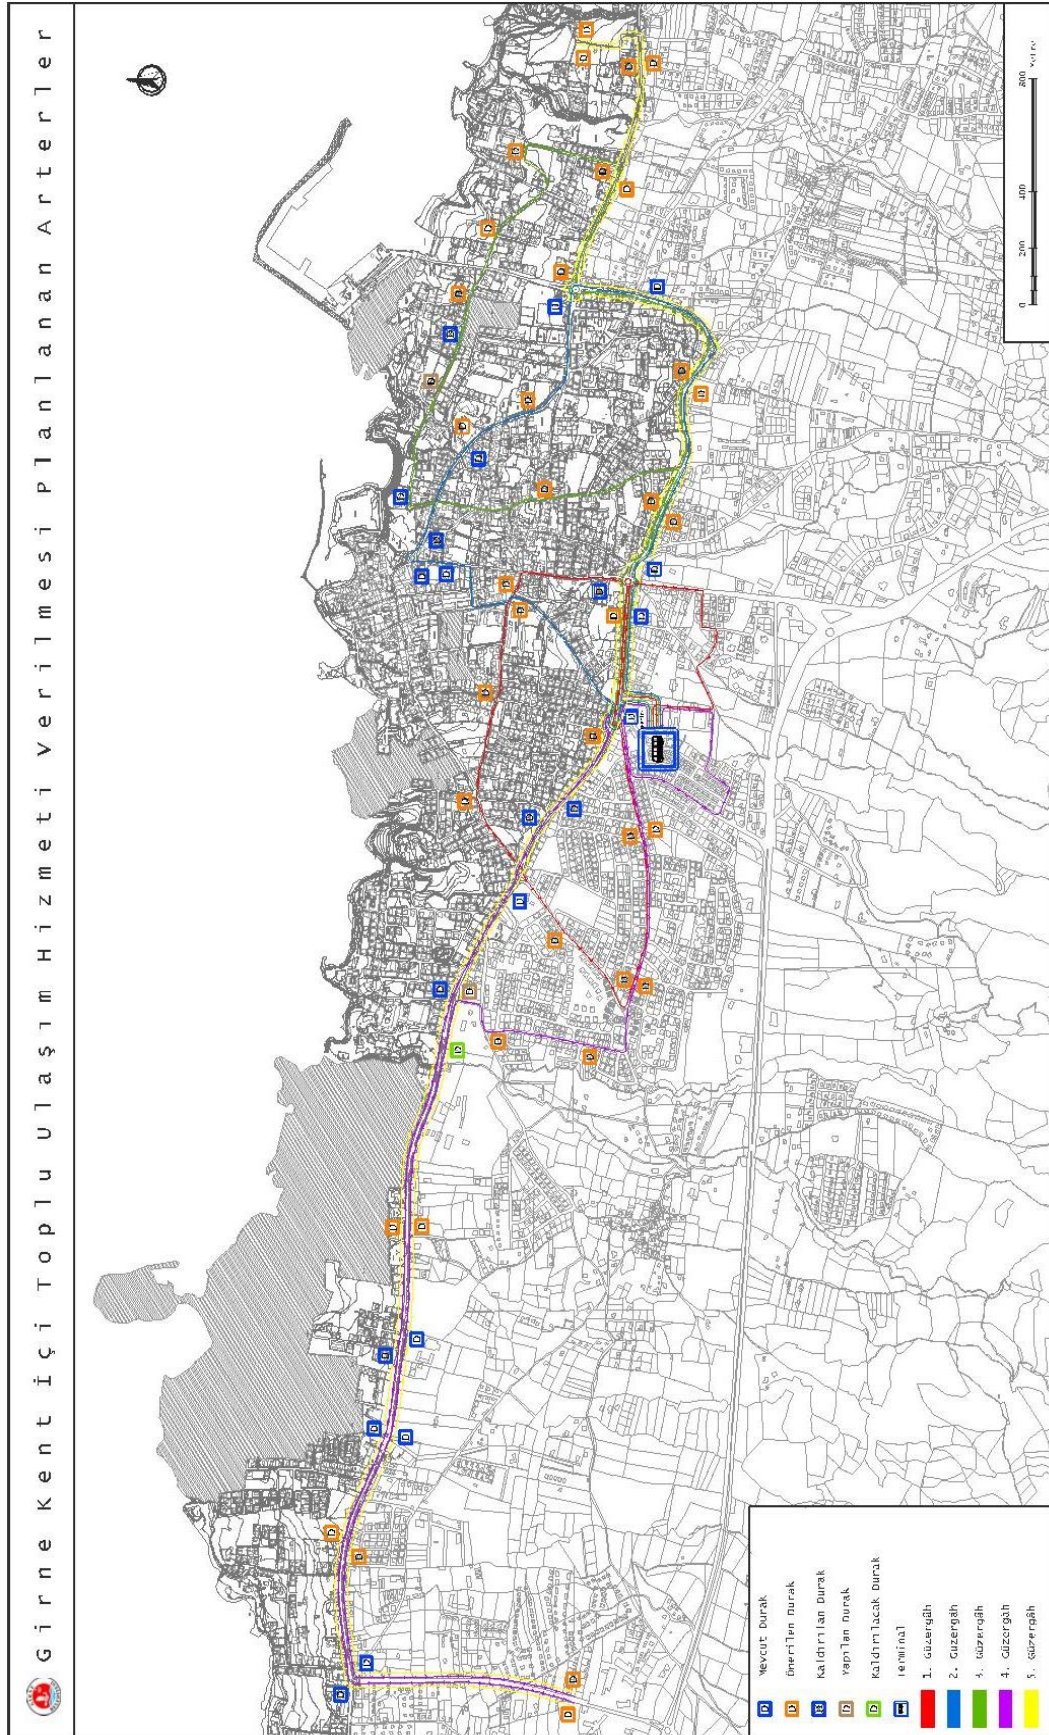 Girne Kent İçi Toplu Ulaşım Hizmeti Verilmesi Planlanan Arterler
Mevcut Durak
Önerilen Durak
Kaldırılan Durak
Yapılan Durak
Kaldırılacak Durak
Terminal
1. Güzergâh
2. Güzergâh
3. Güzergâh
4. Güzergâh
5. Güzergâh
0 200 400 800